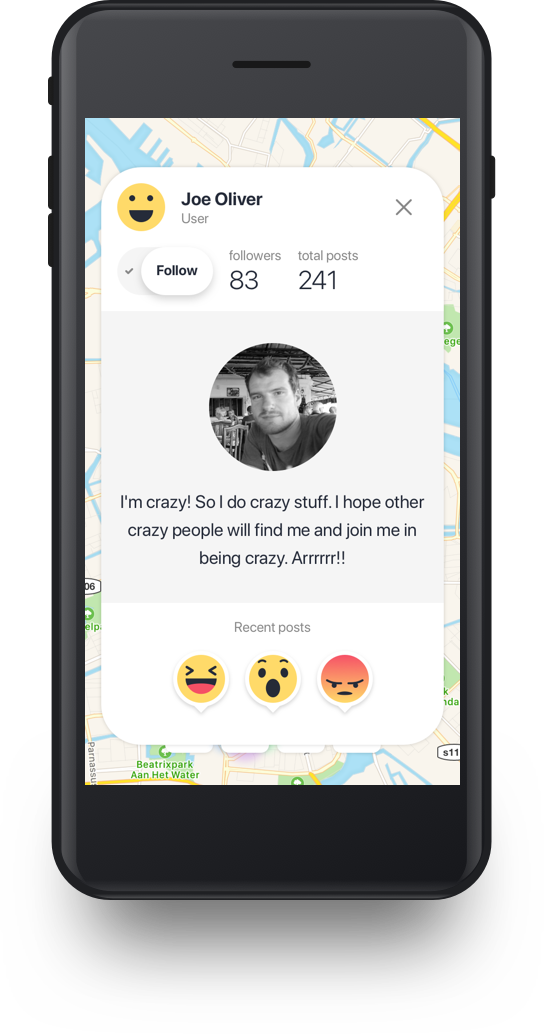 Joe Oliver
User
Follow
followers
total posts
83
241
I'm crazy! So I do crazy stuff. I hope other
crazy people will find me and join me in
being crazy. Arrrrrr!!
Recent posts
06
elp
s11
Parnassus
Beatrixpark
Aan Het Water